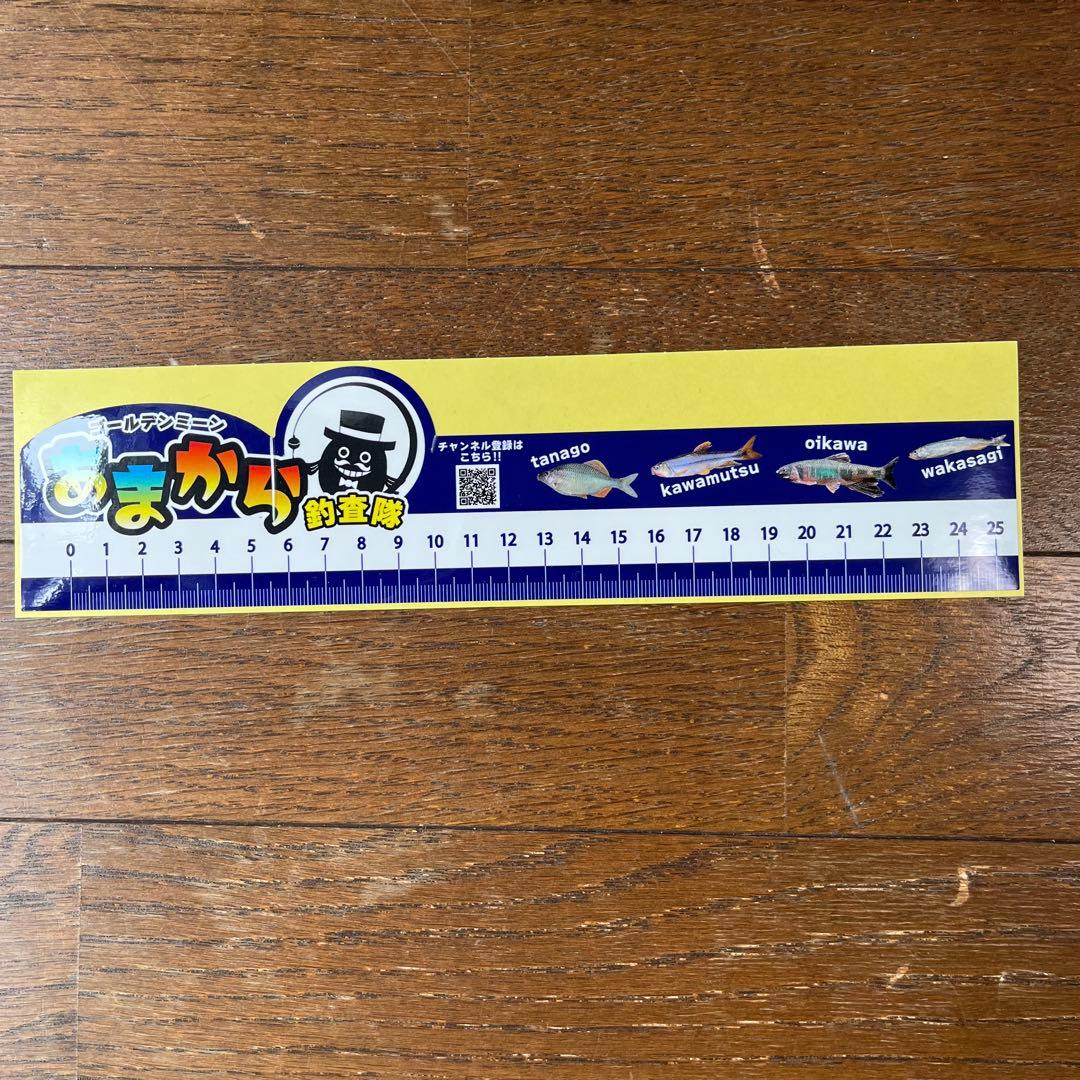 ゴールデンミーン
あまから
釣査隊
チャンネル登録は
こちら!!
tanago
kawamutsu
oikawa
wakasagi
0 1 2 3 4 5 6 7 8 9 10 11 12 13 14 15 16 17 18 19 20 21 22 23 24 25